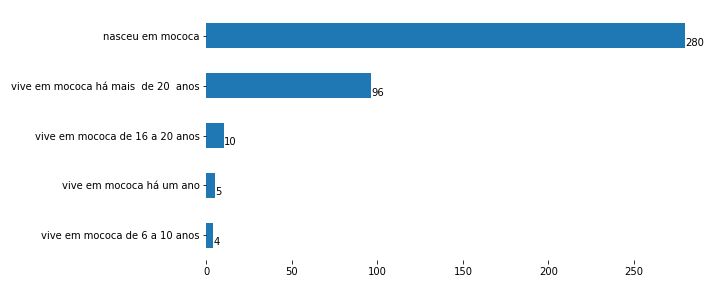 nasceu em mococa 280
vive em mococa há mais  de 20  anos 96
vive em mococa de 16 a 20 anos 10
vive em mococa há um ano 5
vive em mococa de 6 a 10 anos 4
0 50 100 150 200 250